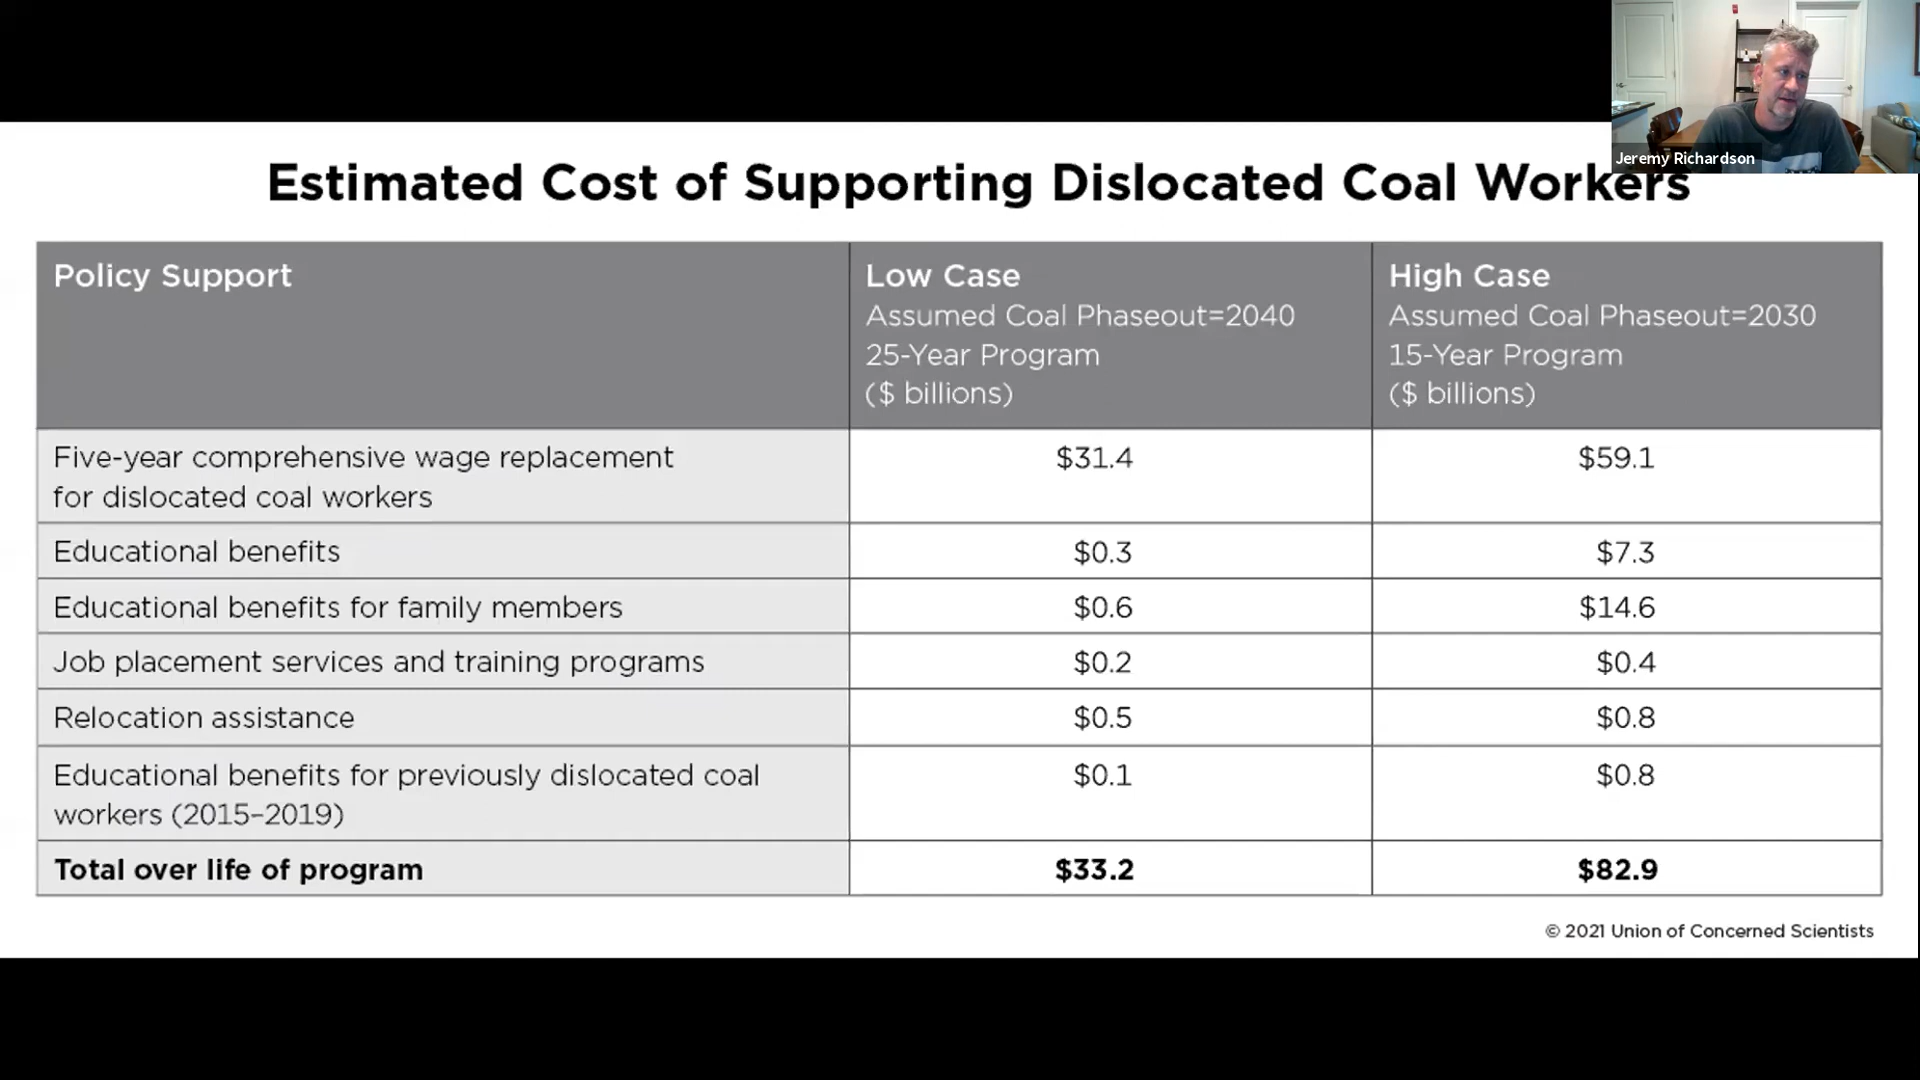 Jeremy Richardson
Estimated Cost of Supporting Dislocated Coal Workers
Policy Support
Low Case
Assumed Coal Phaseout=2040
25-Year Program
($ billions)
High Case
Assumed Coal Phaseout=2030
15-Year Program
($ billions)
Five-year comprehensive wage replacement
for dislocated coal workers
$31.4
$59.1
Educational benefits
$0.3
$7.3
Educational benefits for family members
$0.6
$14.6
Job placement services and training programs
$0.2
$0.4
Relocation assistance
$0.5
$0.8
Educational benefits for previously dislocated coal
workers (2015–2019)
$0.1
$0.8
Total over life of program
$33.2
$82.9
© 2021 Union of Concerned Scientists